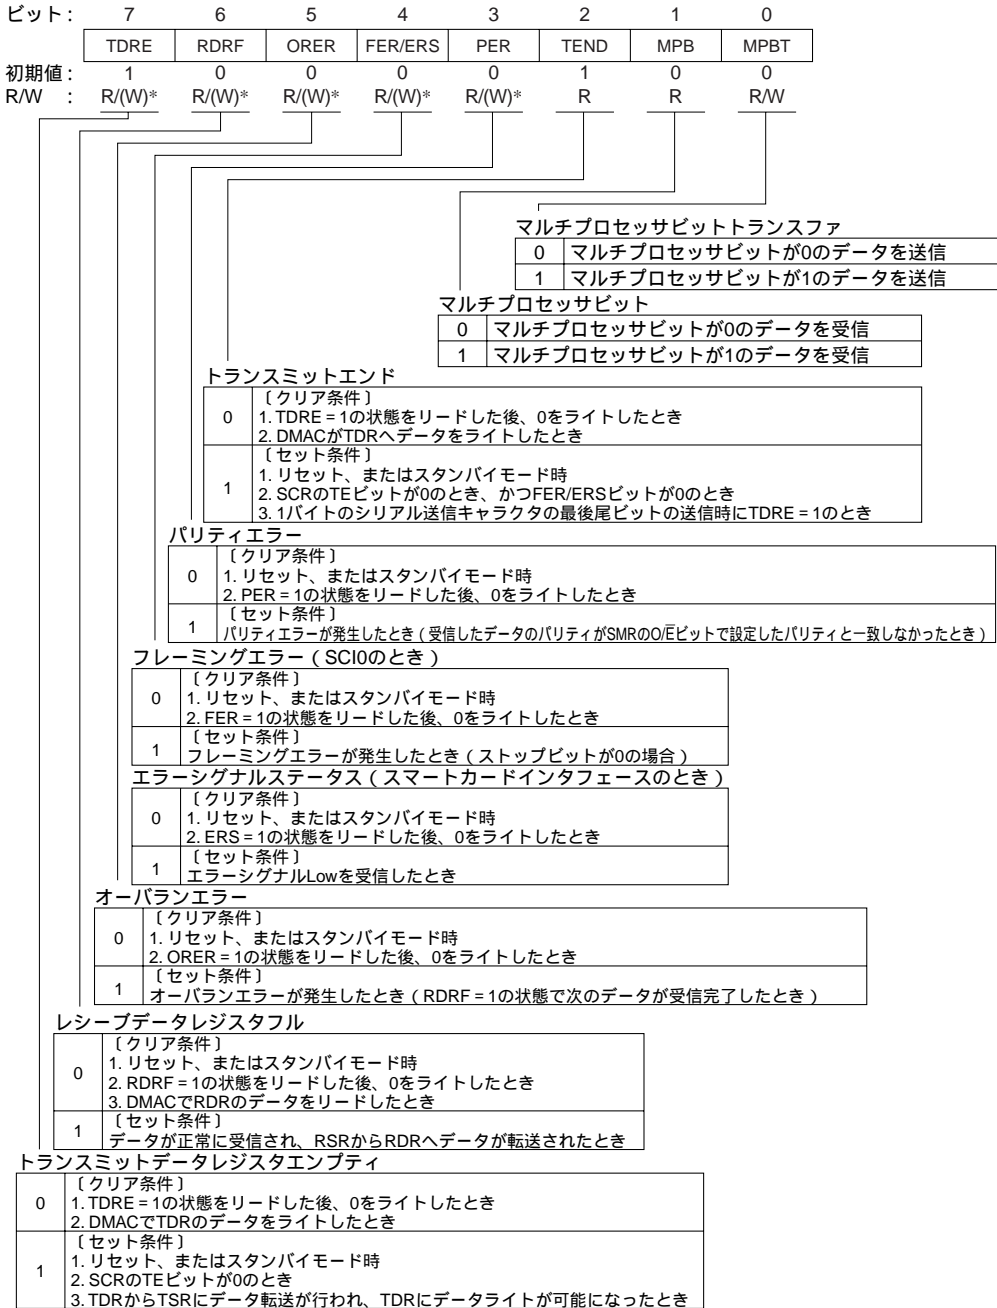 ビット : 7 6 5 4 3 2 1 0
TDRE RDRF ORER FER/ERS PER TEND MPB MPBT
初期値 : 1 0 0 0 0 1 0 0
R/W : R/(W)* R/(W)* R/(W)* R/(W)* R/(W)* R R R/W
マルチプロセッサビットトランスファ
0 マルチプロセッサビットが0のデータを送信
1 マルチプロセッサビットが1のデータを送信
マルチプロセッサビット
0 マルチプロセッサビットが0のデータを受信
1 マルチプロセッサビットが1のデータを受信
トランスミットエンド
〔クリア条件〕
0 1. TDRE = 1の状態をリードした後、0をライトしたとき
2. DMACがTDRへデータをライトしたとき
〔セット条件〕
1. リセット、またはスタンバイモード時
1 2. SCRのTEビットが0のとき、かつFER/ERSビットが0のとき
3. 1バイトのシリアル送信キャラクタの最後尾ビットの送信時にTDRE = 1のとき
パリティエラー
〔クリア条件〕
0 1. リセット、またはスタンバイモード時
2. PER = 1の状態をリードした後、0をライトしたとき
〔セット条件〕
1 パリティエラーが発生したとき（受信したデータのパリティがSMRのO/E̅ビットで設定したパリティと一致しなかったとき）
フレーミングエラー（SCI0のとき）
〔クリア条件〕
0 1. リセット、またはスタンバイモード時
2. FER = 1の状態をリードした後、0をライトしたとき
〔セット条件〕
1 フレーミングエラーが発生したとき（ストップビットが0の場合）
エラーシグナルステータス（スマートカードインタフェースのとき）
〔クリア条件〕
0 1. リセット、またはスタンバイモード時
2. ERS = 1の状態をリードした後、0をライトしたとき
〔セット条件〕
1 エラーシグナルLowを受信したとき
オーバランエラー
〔クリア条件〕
0 1. リセット、またはスタンバイモード時
2. ORER = 1の状態をリードした後、0をライトしたとき
〔セット条件〕
1 オーバランエラーが発生したとき（RDRF = 1の状態で次のデータが受信完了したとき）
レシーブデータレジスタフル
〔クリア条件〕
1. リセット、またはスタンバイモード時
0 2. RDRF = 1の状態をリードした後、0をライトしたとき
3. DMACでRDRのデータをリードしたとき
〔セット条件〕
1 データが正常に受信され、RSRからRDRへデータが転送されたとき
トランスミットデータレジスタエンプティ
〔クリア条件〕
0 1. TDRE = 1の状態をリードした後、0をライトしたとき
2. DMACでTDRのデータをライトしたとき
〔セット条件〕
1. リセット、またはスタンバイモード時
1 2. SCRのTEビットが0のとき
3. TDRからTSRにデータ転送が行われ、TDRにデータライトが可能になったとき